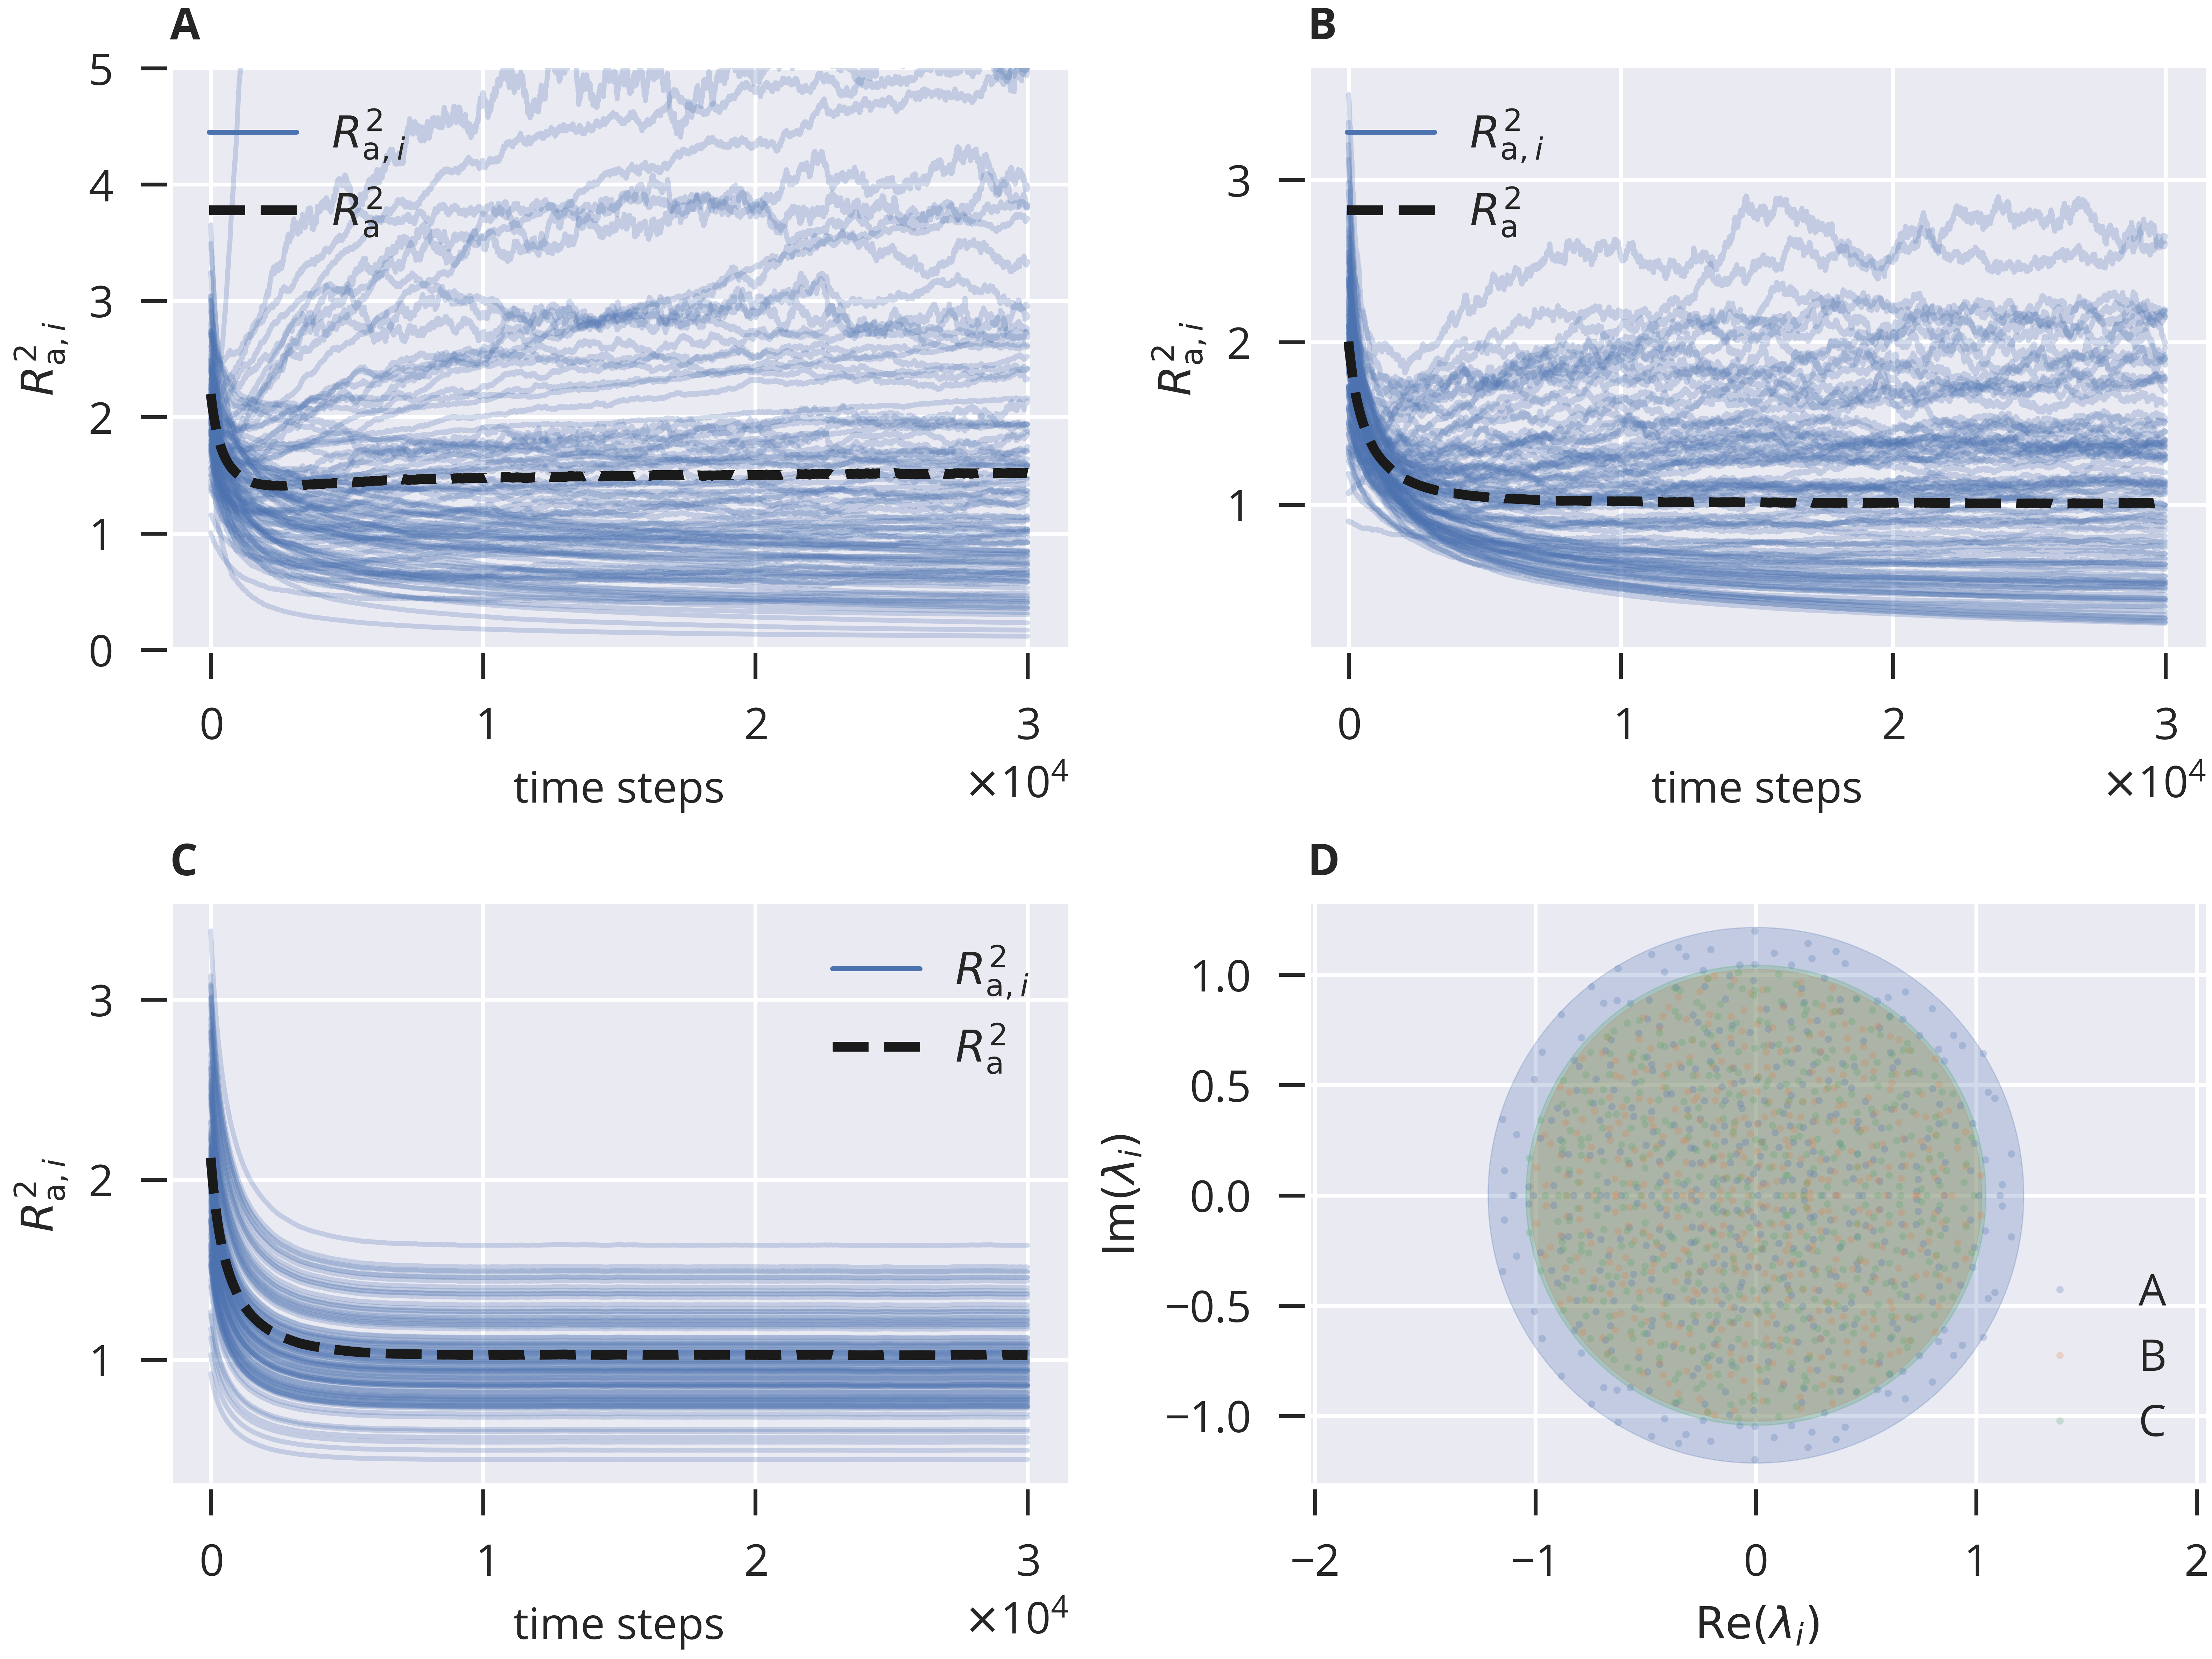 A
5
4
3
2
1
0
R²a,i
R²a,i
R²a
0 1 2 3
time steps
×10⁴
B
3
2
1
R²a,i
R²a,i
R²a
0 1 2 3
time steps
×10⁴
C
3
2
1
R²a,i
R²a,i
R²a
0 1 2 3
time steps
×10⁴
D
1.0
0.5
0.0
−0.5
−1.0
Im(λi)
A
B
C
−2 −1 0 1 2
Re(λi)